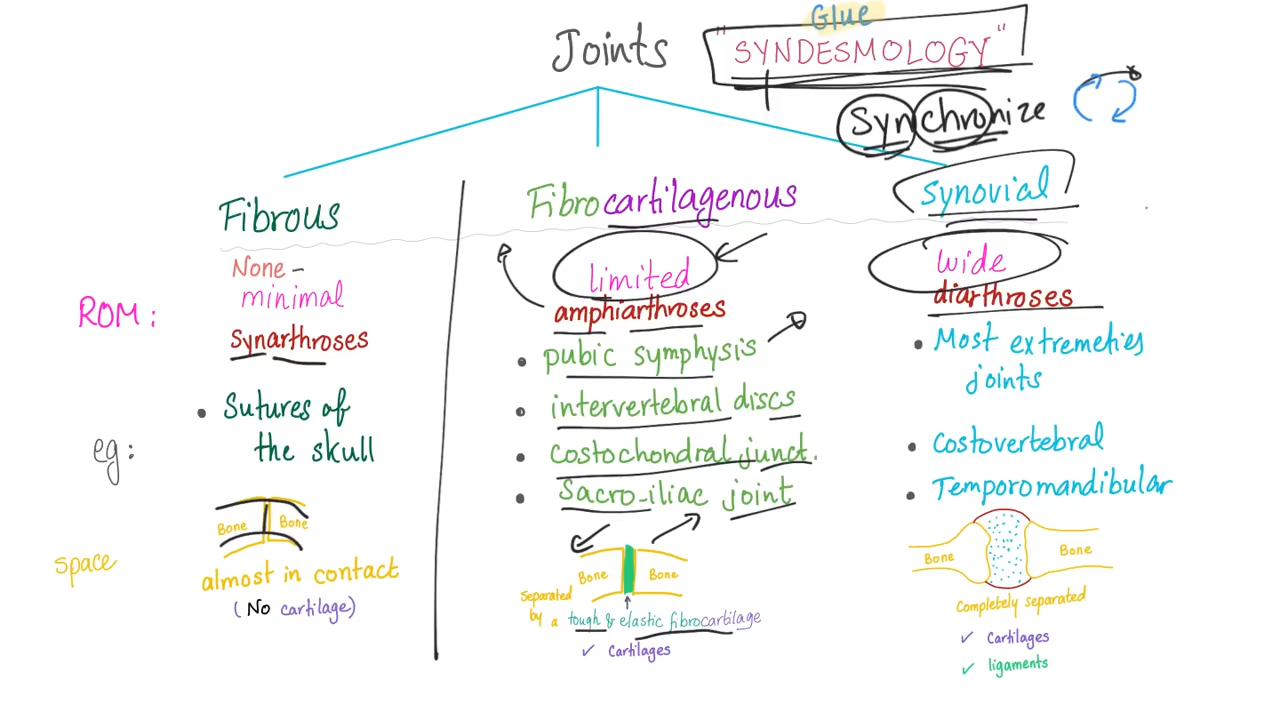 Glue
Joints
"SYNDESMOLOGY"
Synchronize
Fibrous
Fibrocartilagenous
Synovial
ROM:
None -
minimal
Synarthroses
limited
amphiarthroses
wide
diarthroses
eg:
• Sutures of
the skull
• pubic symphysis
• intervertebral discs
• Costochondral junct.
• Sacro-iliac joint
• Most extremeties
joints
• Costovertebral
• Temporomandibular
space
Bone Bone
almost in contact
(No cartilage)
Bone Bone
Separated
by a tough & elastic fibrocartilage
✓ Cartilages
Bone Bone
Completely separated
✓ Cartilages
✓ ligaments